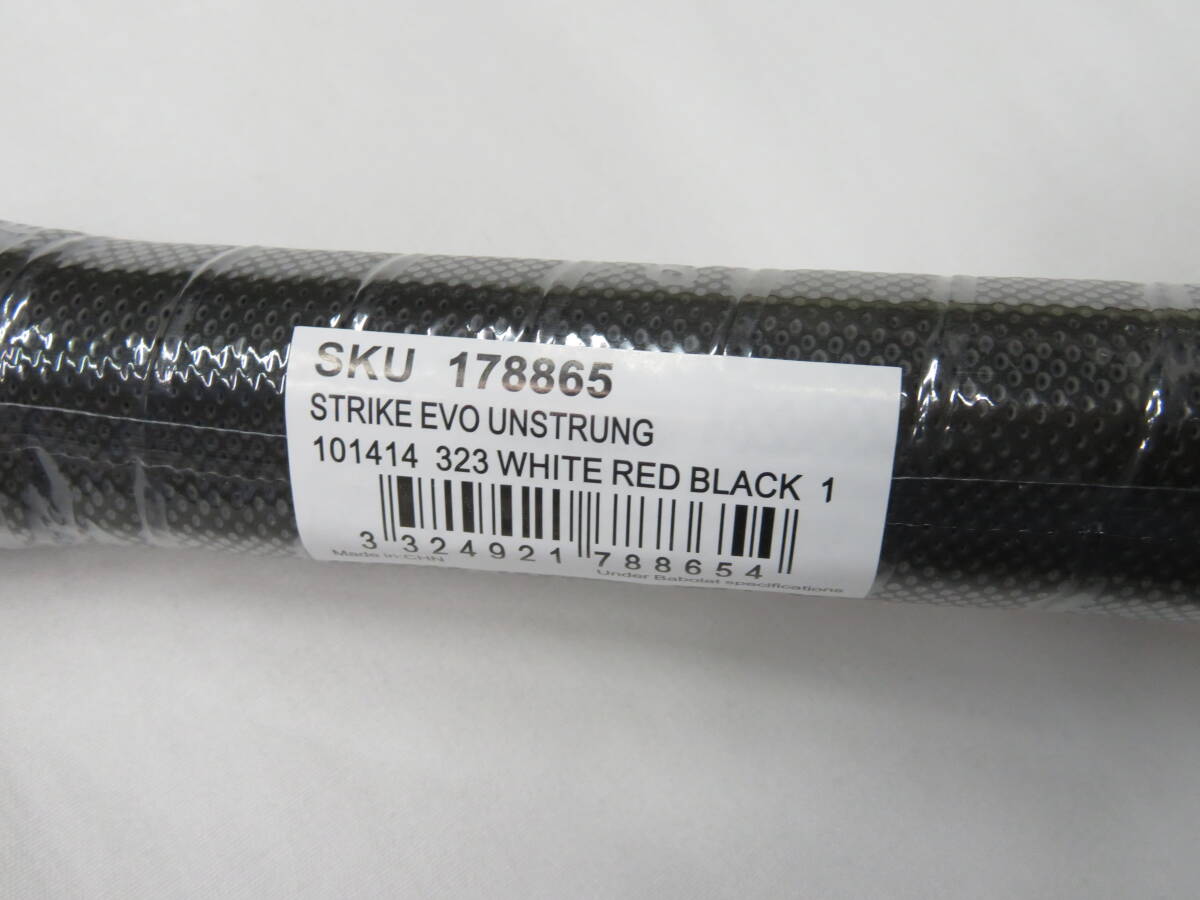 SKU 178865
STRIKE EVO UNSTRUNG
101414 323 WHITE RED BLACK 1
3 324921 788654
Made in:CHN Under Babolat specifications